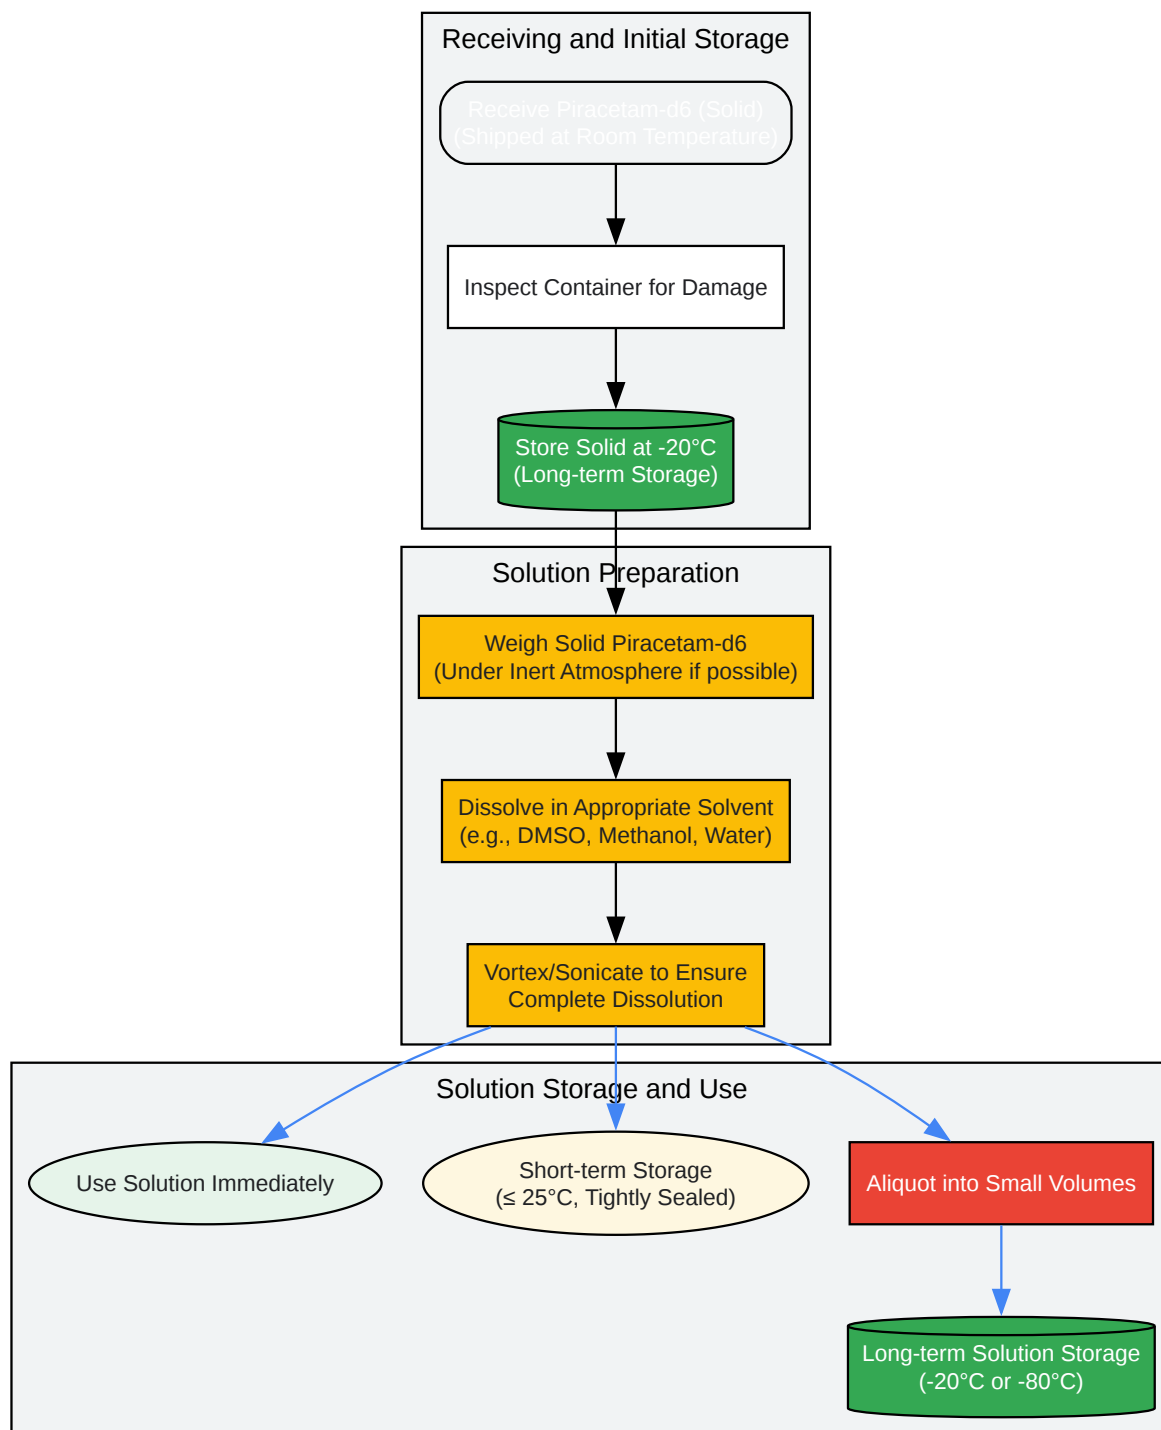 Receiving and Initial Storage
Receive Piracetam-d6 (Solid)
(Shipped at Room Temperature)
Inspect Container for Damage
Store Solid at -20°C
(Long-term Storage)
Solution Preparation
Weigh Solid Piracetam-d6
(Under Inert Atmosphere if possible)
Dissolve in Appropriate Solvent
(e.g., DMSO, Methanol, Water)
Vortex/Sonicate to Ensure
Complete Dissolution
Solution Storage and Use
Use Solution Immediately
Short-term Storage
(≤ 25°C, Tightly Sealed)
Aliquot into Small Volumes
Long-term Solution Storage
(-20°C or -80°C)